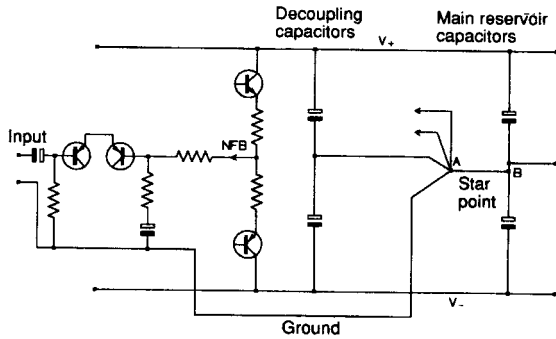 Decoupling
capacitors
Main reservoir
capacitors
V+
Input
NFB
A
B
Star
point
V-
Ground